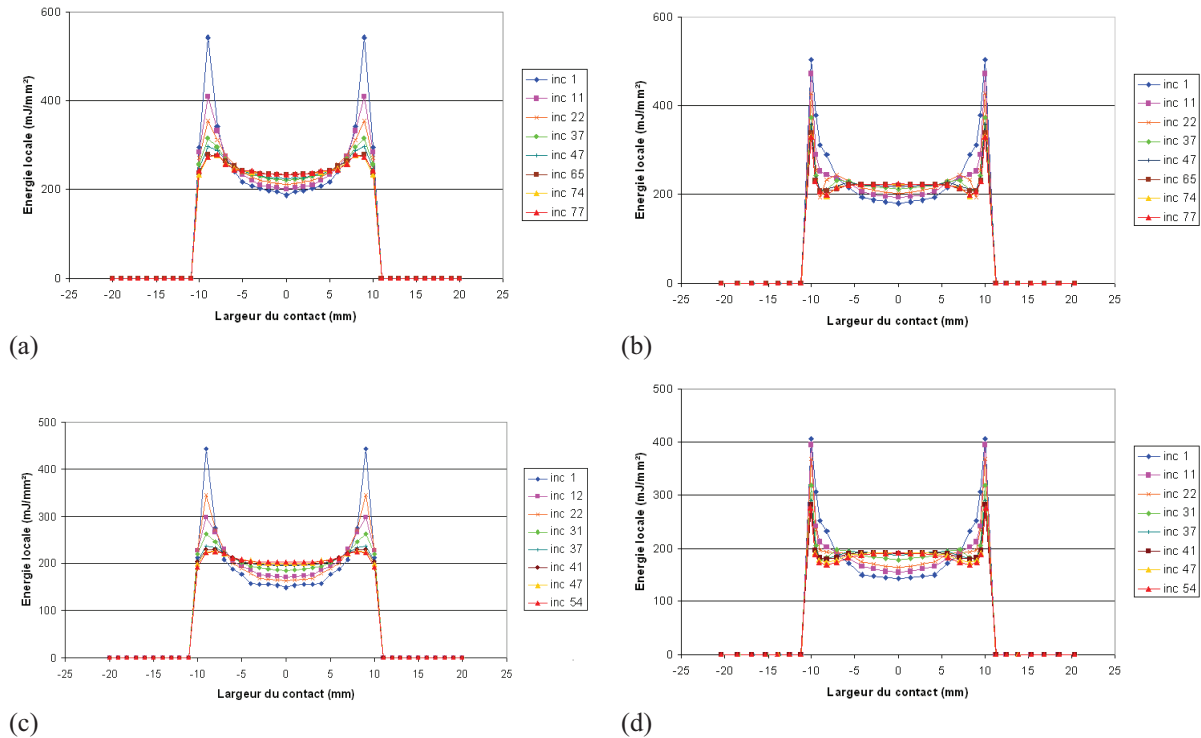 600
400
200
0
Energie locale (mJ/mm²)
-25 -20 -15 -10 -5 0 5 10 15 20 25
Largeur du contact (mm)
inc 1
inc 11
inc 22
inc 37
inc 47
inc 65
inc 74
inc 77
(a)
600
400
200
0
Energie locale (mJ/mm²)
-25 -20 -15 -10 -5 0 5 10 15 20 25
Largeur du contact (mm)
inc 1
inc 11
inc 22
inc 37
inc 47
inc 65
inc 74
inc 77
(b)
500
400
300
200
100
0
Energie locale (mJ/mm²)
-25 -20 -15 -10 -5 0 5 10 15 20 25
Largeur du contact (mm)
inc 1
inc 12
inc 22
inc 31
inc 37
inc 41
inc 47
inc 54
(c)
500
400
300
200
100
0
Energie locale (mJ/mm²)
-25 -20 -15 -10 -5 0 5 10 15 20 25
Largeur du contact (mm)
inc 1
inc 11
inc 22
inc 31
inc 37
inc 41
inc 47
inc 54
(d)